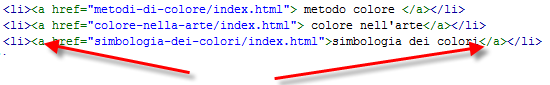 <li><a href="metodi-di-colore/index.html"> metodo colore </a></li>
<li><a href="colore-nella-arte/index.html"> colore nell'arte</a></li>
<li><a href="simbologia-dei-colori/index.html">simbologia dei colori</a></li>